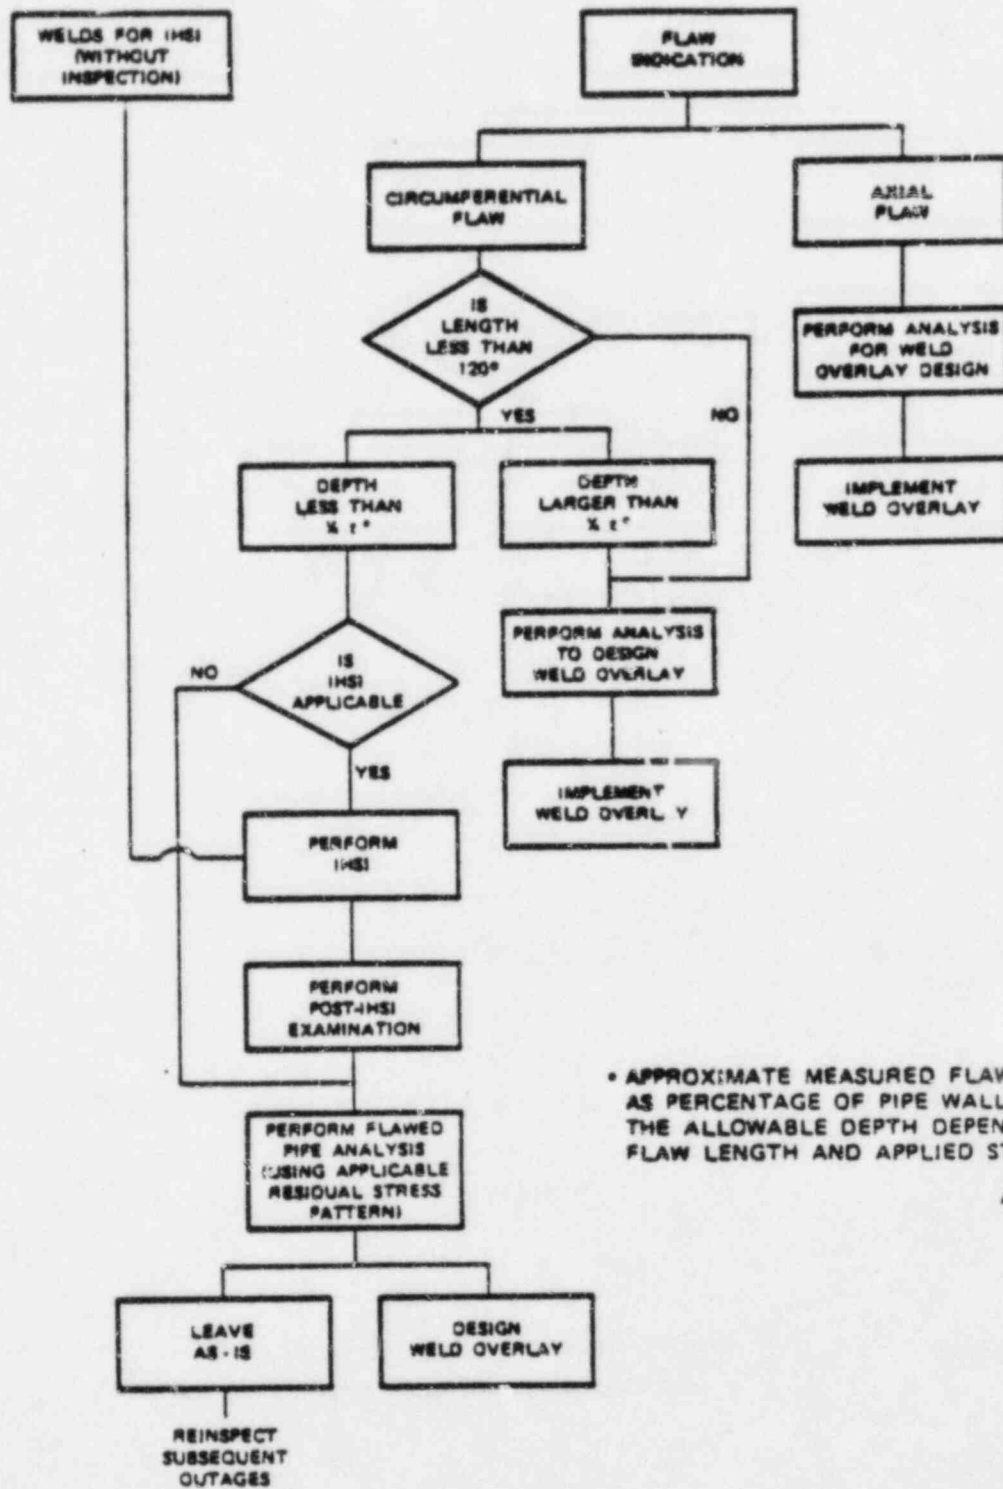 WELDS FOR IHSI
(WITHOUT
INSPECTION)
FLAW
INDICATION
CIRCUMFERENTIAL
FLAW
AXIAL
FLAW
IS
LENGTH
LESS THAN
120°
PERFORM ANALYSIS
FOR WELD
OVERLAY DESIGN
YES
NO
DEPTH
LESS THAN
t*
DEPTH
LARGER THAN
t*
IMPLEMENT
WELD OVERLAY
IS
IHSI
APPLICABLE
NO
PERFORM ANALYSIS
TO DESIGN
WELD OVERLAY
YES
IMPLEMENT
WELD OVERL Y
PERFORM
IHSI
PERFORM
POST-IHSI
EXAMINATION
• APPROXIMATE MEASURED FLAW
AS PERCENTAGE OF PIPE WALL
THE ALLOWABLE DEPTH DEPEN
FLAW LENGTH AND APPLIED ST
PERFORM FLAWED
PIPE ANALYSIS
(USING APPLICABLE
RESIDUAL STRESS
PATTERN)
LEAVE
AS-IS
DESIGN
WELD OVERLAY
REINSPECT
SUBSEQUENT
OUTAGES